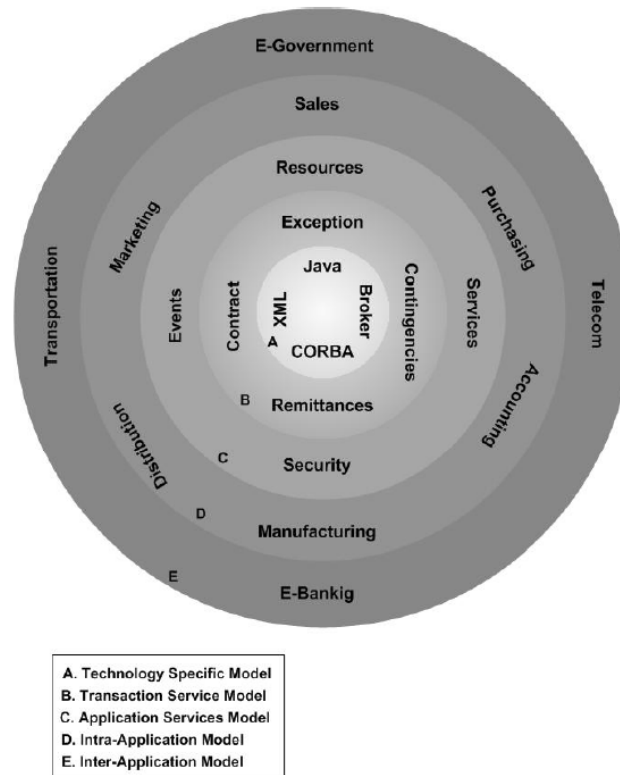 E-Government
Sales
Resources
Exception
Java
Marketing
Purchasing
Transportation
Events
Contract
XML
Broker
Contingencies
Services
Telecom
A
CORBA
B
Remittances
Accounting
Distribution
C
Security
D
Manufacturing
E
E-Bankig
A. Technology Specific Model
B. Transaction Service Model
C. Application Services Model
D. Intra-Application Model
E. Inter-Application Model